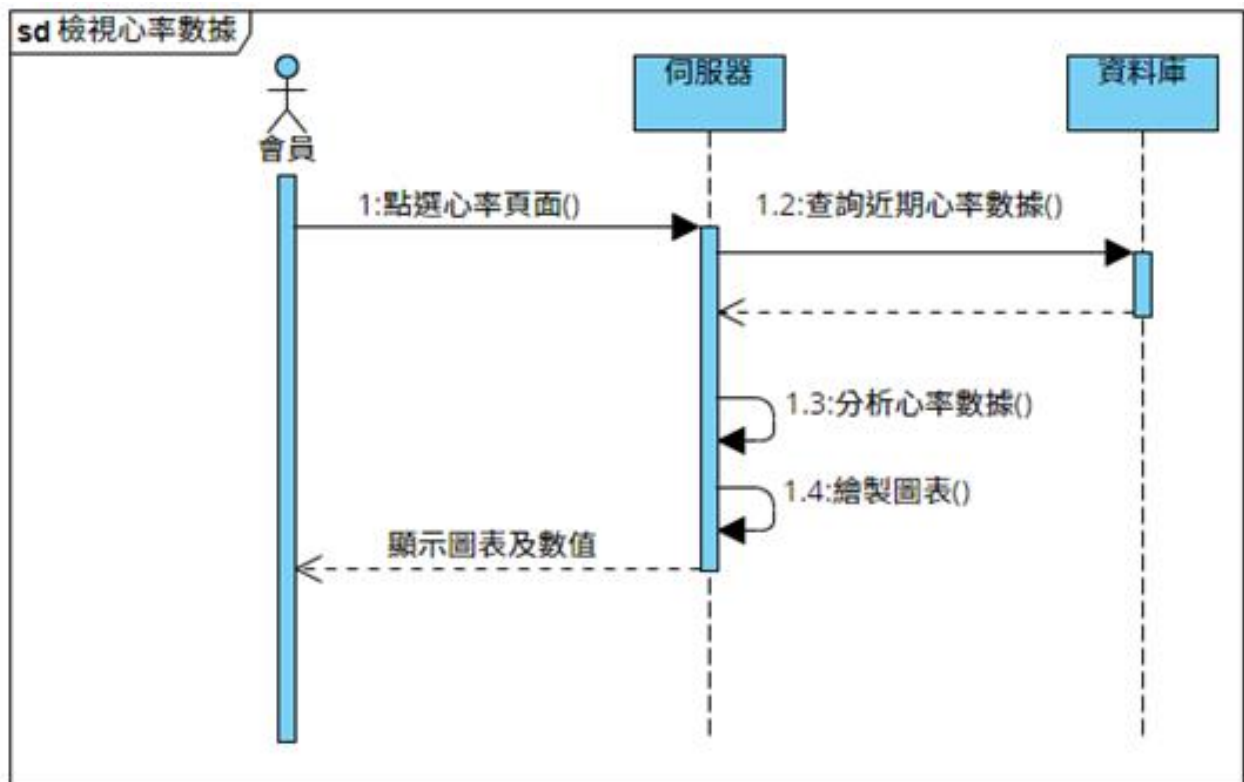 sd 檢視心率數據
伺服器
資料庫
會員
1:點選心率頁面()
1.2:查詢近期心率數據()
1.3:分析心率數據()
1.4:繪製圖表()
顯示圖表及數值